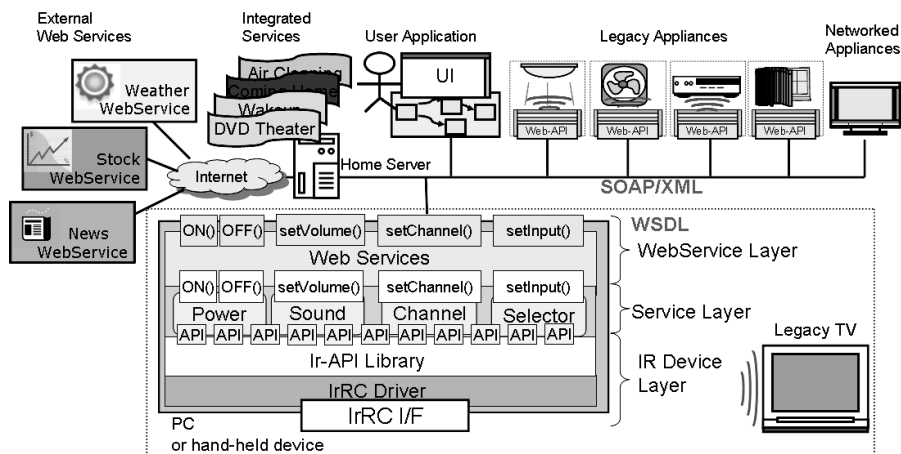 External
Web Services
Integrated
Services
User Application
Legacy Appliances
Networked
Appliances
Weather
WebService
Stock
WebService
News
WebService
Internet
Air Cleaning
Coming Home
Wakeup
DVD Theater
Home Server
UI
Web-API
Web-API
Web-API
Web-API
SOAP/XML
WSDL
ON() OFF() setVolume() setChannel() setInput()
Web Services
WebService Layer
ON() OFF() setVolume() setChannel() setInput()
Power Sound Channel Selector
Service Layer
API API API API API API API API API API API
Ir-API Library
IR Device
Layer
IrRC Driver
IrRC I/F
Legacy TV
PC
or hand-held device